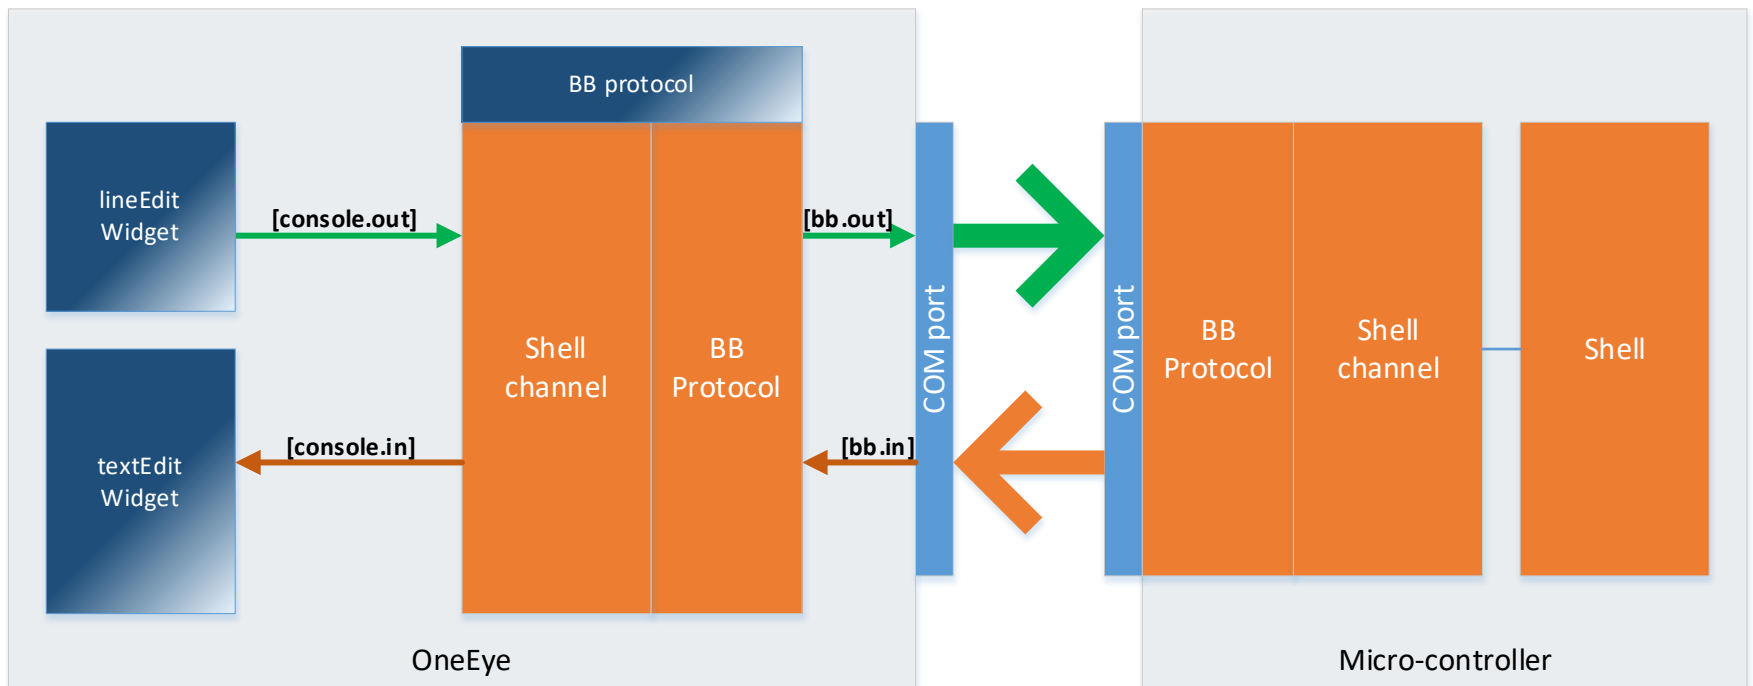 BB protocol
lineEdit
Widget
[console.out]
[bb.out]
Shell
channel
BB
Protocol
COM port
COM port
BB
Protocol
Shell
channel
Shell
textEdit
Widget
[console.in]
[bb.in]
OneEye
Micro-controller